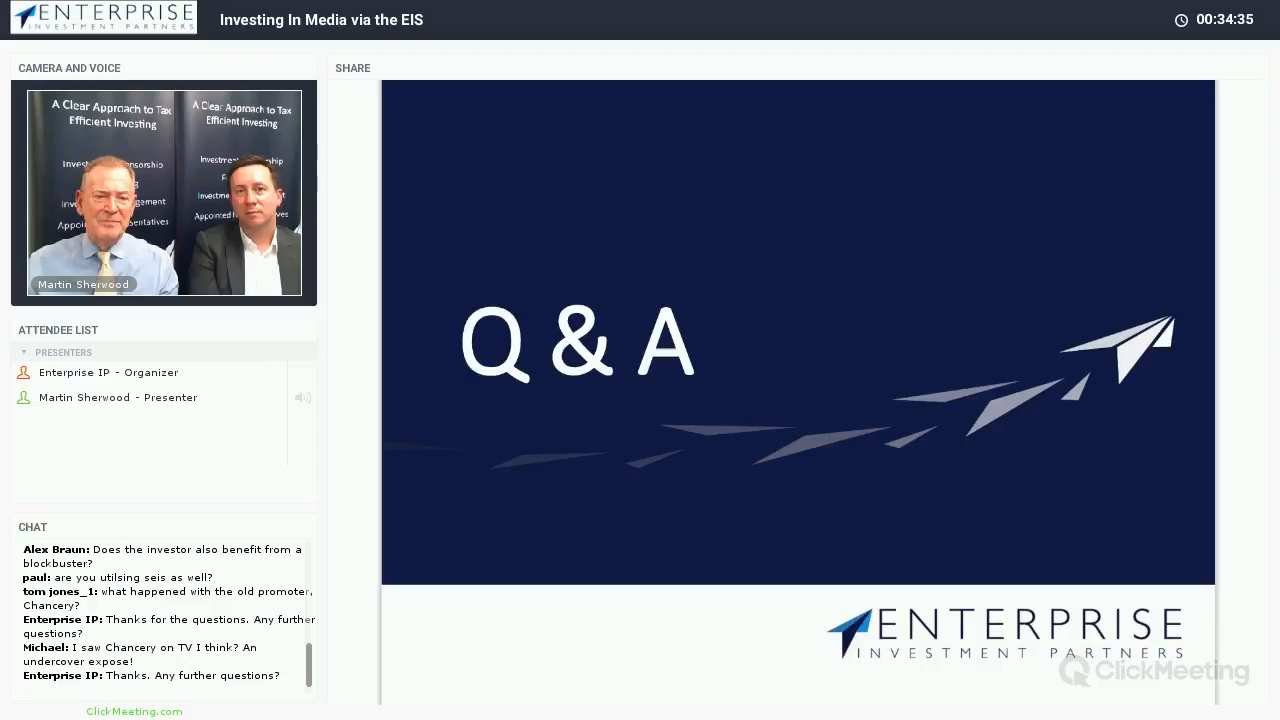 ENTERPRISE
INVESTMENT PARTNERS
Investing In Media via the EIS
00:34:35
CAMERA AND VOICE
SHARE
A Clear Approach to Tax
Efficient Investing
A Clear Approach to Tax
Efficient Investing
Martin Sherwood
ATTENDEE LIST
PRESENTERS
Enterprise IP - Organizer
Martin Sherwood - Presenter
CHAT
Alex Braun: Does the investor also benefit from a
blockbuster?
paul: are you utilsing seis as well?
tom jones_1: what happened with the old promoter,
Chancery?
Enterprise IP: Thanks for the questions. Any further
questions?
Michael: I saw Chancery on TV I think? An
undercover expose!
Enterprise IP: Thanks. Any further questions?
ClickMeeting.com
Q & A
ENTERPRISE
INVESTMENT PARTNERS
ClickMeeting